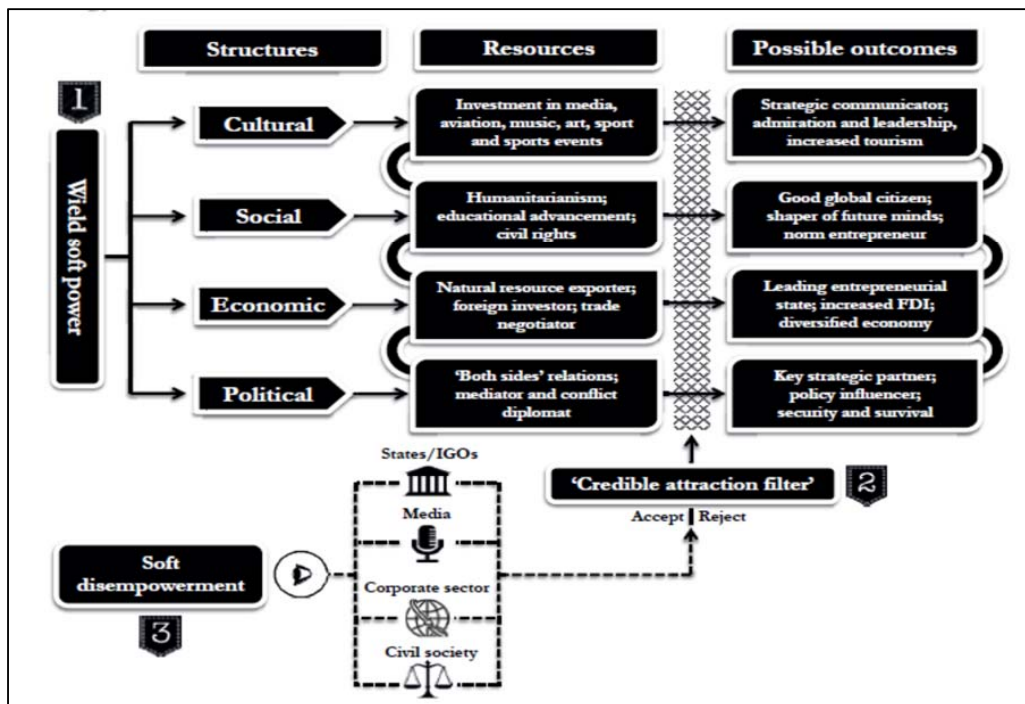 Structures
Resources
Possible outcomes
1
Wield soft power
Cultural
Investment in media,
aviation, music, art, sport
and sports events
Strategic communicator;
admiration and leadership,
increased tourism
Social
Humanitarianism;
educational advancement;
civil rights
Good global citizen;
shaper of future minds;
norm entrepreneur
Economic
Natural resource exporter;
foreign investor; trade
negotiator
Leading entrepreneurial
state; increased FDI;
diversified economy
Political
'Both sides' relations;
mediator and conflict
diplomat
Key strategic partner;
policy influencer;
security and survival
States/IGOs
Media
Corporate sector
Civil society
'Credible attraction filter'
2
Accept Reject
Soft
disempowerment
3